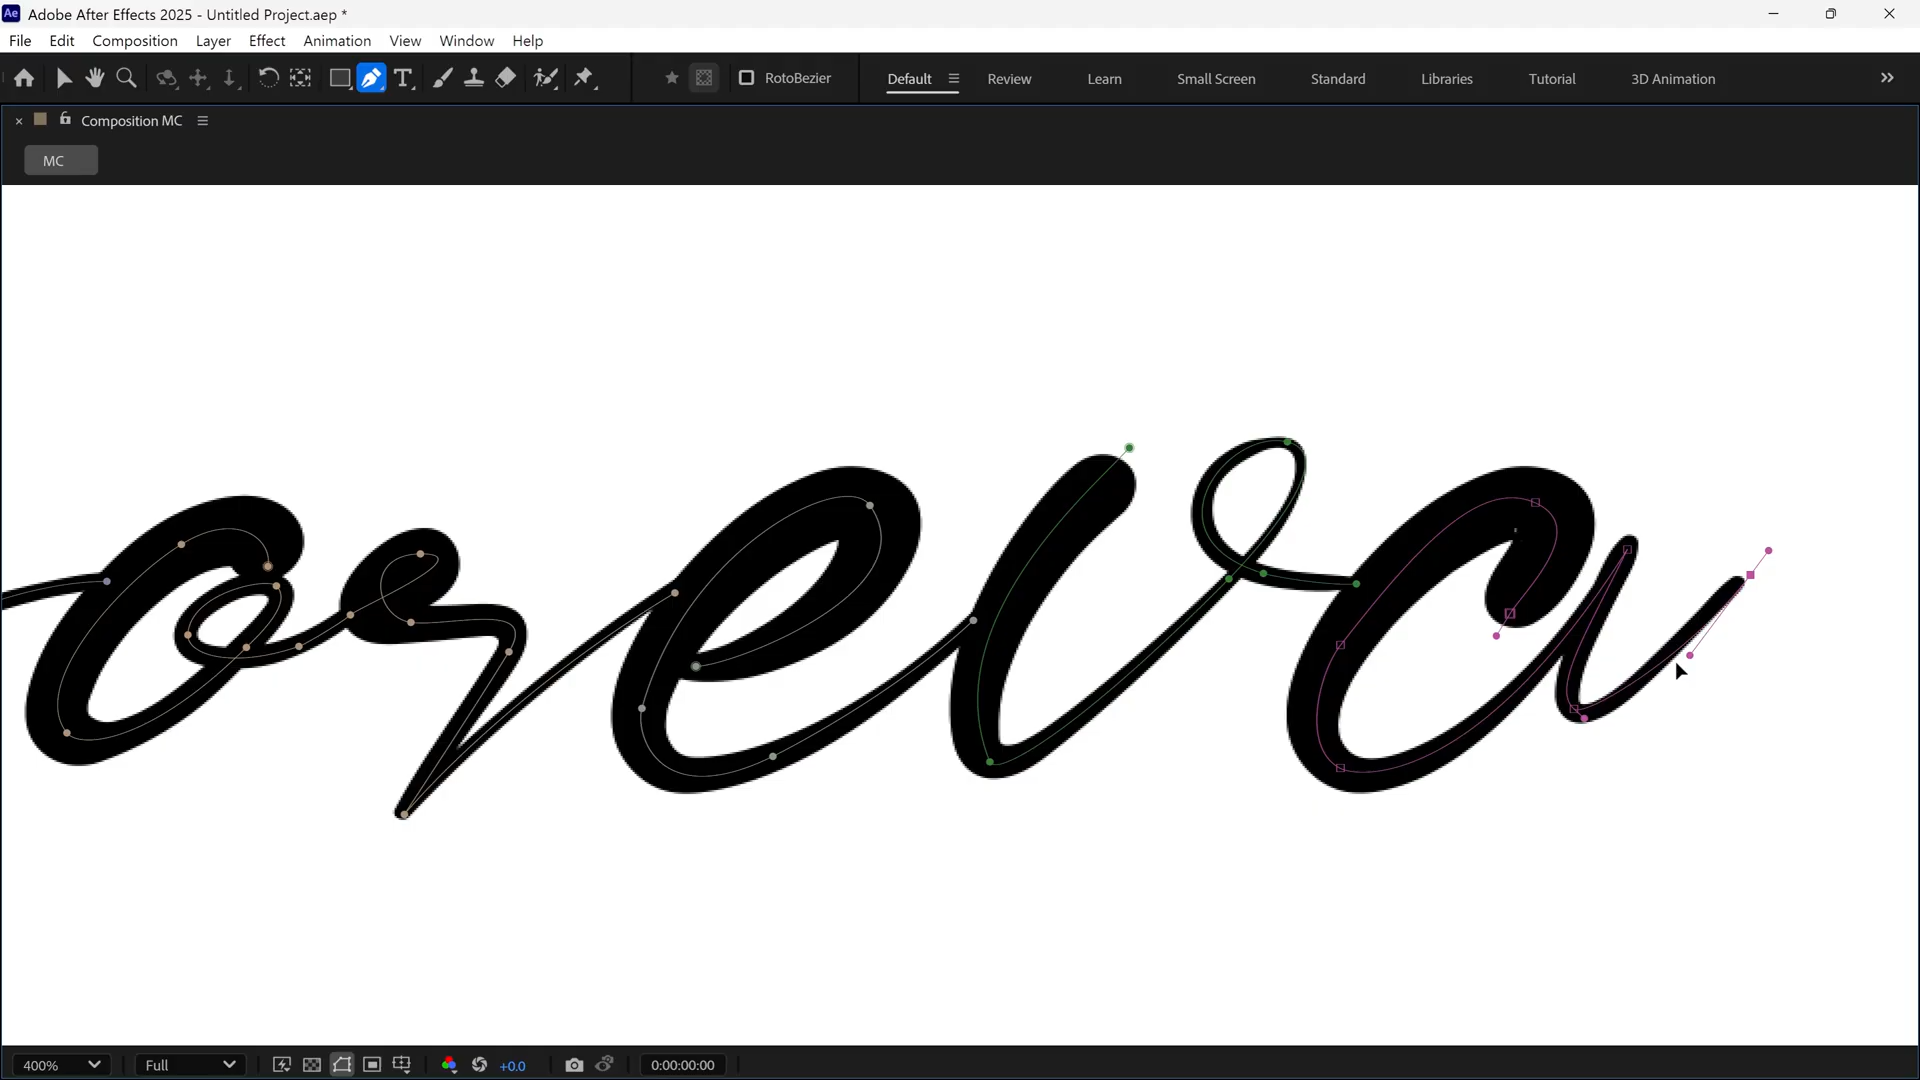 Ae Adobe After Effects 2025 - Untitled Project.aep *
File Edit Composition Layer Effect Animation View Window Help
RotoBezier Default Review Learn Small Screen Standard Libraries Tutorial 3D Animation
Composition MC
MC
oreva
400% Full +0.0 0:00:00:00